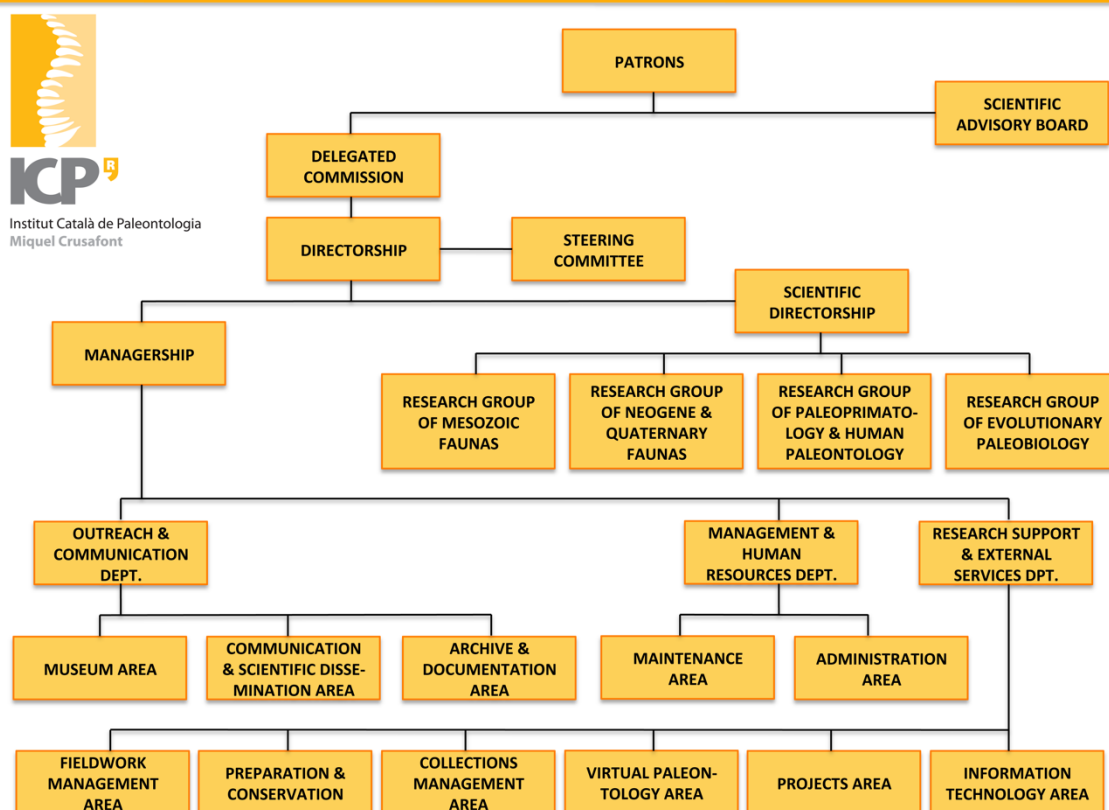 PATRONS
SCIENTIFIC
ADVISORY BOARD
ICP R
Institut Català de Paleontologia
Miquel Crusafont
DELEGATED
COMMISSION
DIRECTORSHIP
STEERING
COMMITTEE
SCIENTIFIC
DIRECTORSHIP
MANAGERSHIP
RESEARCH GROUP
OF MESOZOIC
FAUNAS
RESEARCH GROUP
OF NEOGENE &
QUATERNARY
FAUNAS
RESEARCH GROUP
OF PALEOPRIMATO-
LOGY & HUMAN
PALEONTOLOGY
RESEARCH GROUP
OF EVOLUTIONARY
PALEOBIOLOGY
OUTREACH &
COMMUNICATION
DEPT.
MANAGEMENT &
HUMAN
RESOURCES DEPT.
RESEARCH SUPPORT
& EXTERNAL
SERVICES DPT.
MUSEUM AREA
COMMUNICATION
& SCIENTIFIC DISSE-
MINATION AREA
ARCHIVE &
DOCUMENTATION
AREA
MAINTENANCE
AREA
ADMINISTRATION
AREA
FIELDWORK
MANAGEMENT
AREA
PREPARATION &
CONSERVATION
COLLECTIONS
MANAGEMENT
AREA
VIRTUAL PALEON-
TOLOGY AREA
PROJECTS AREA
INFORMATION
TECHNOLOGY AREA